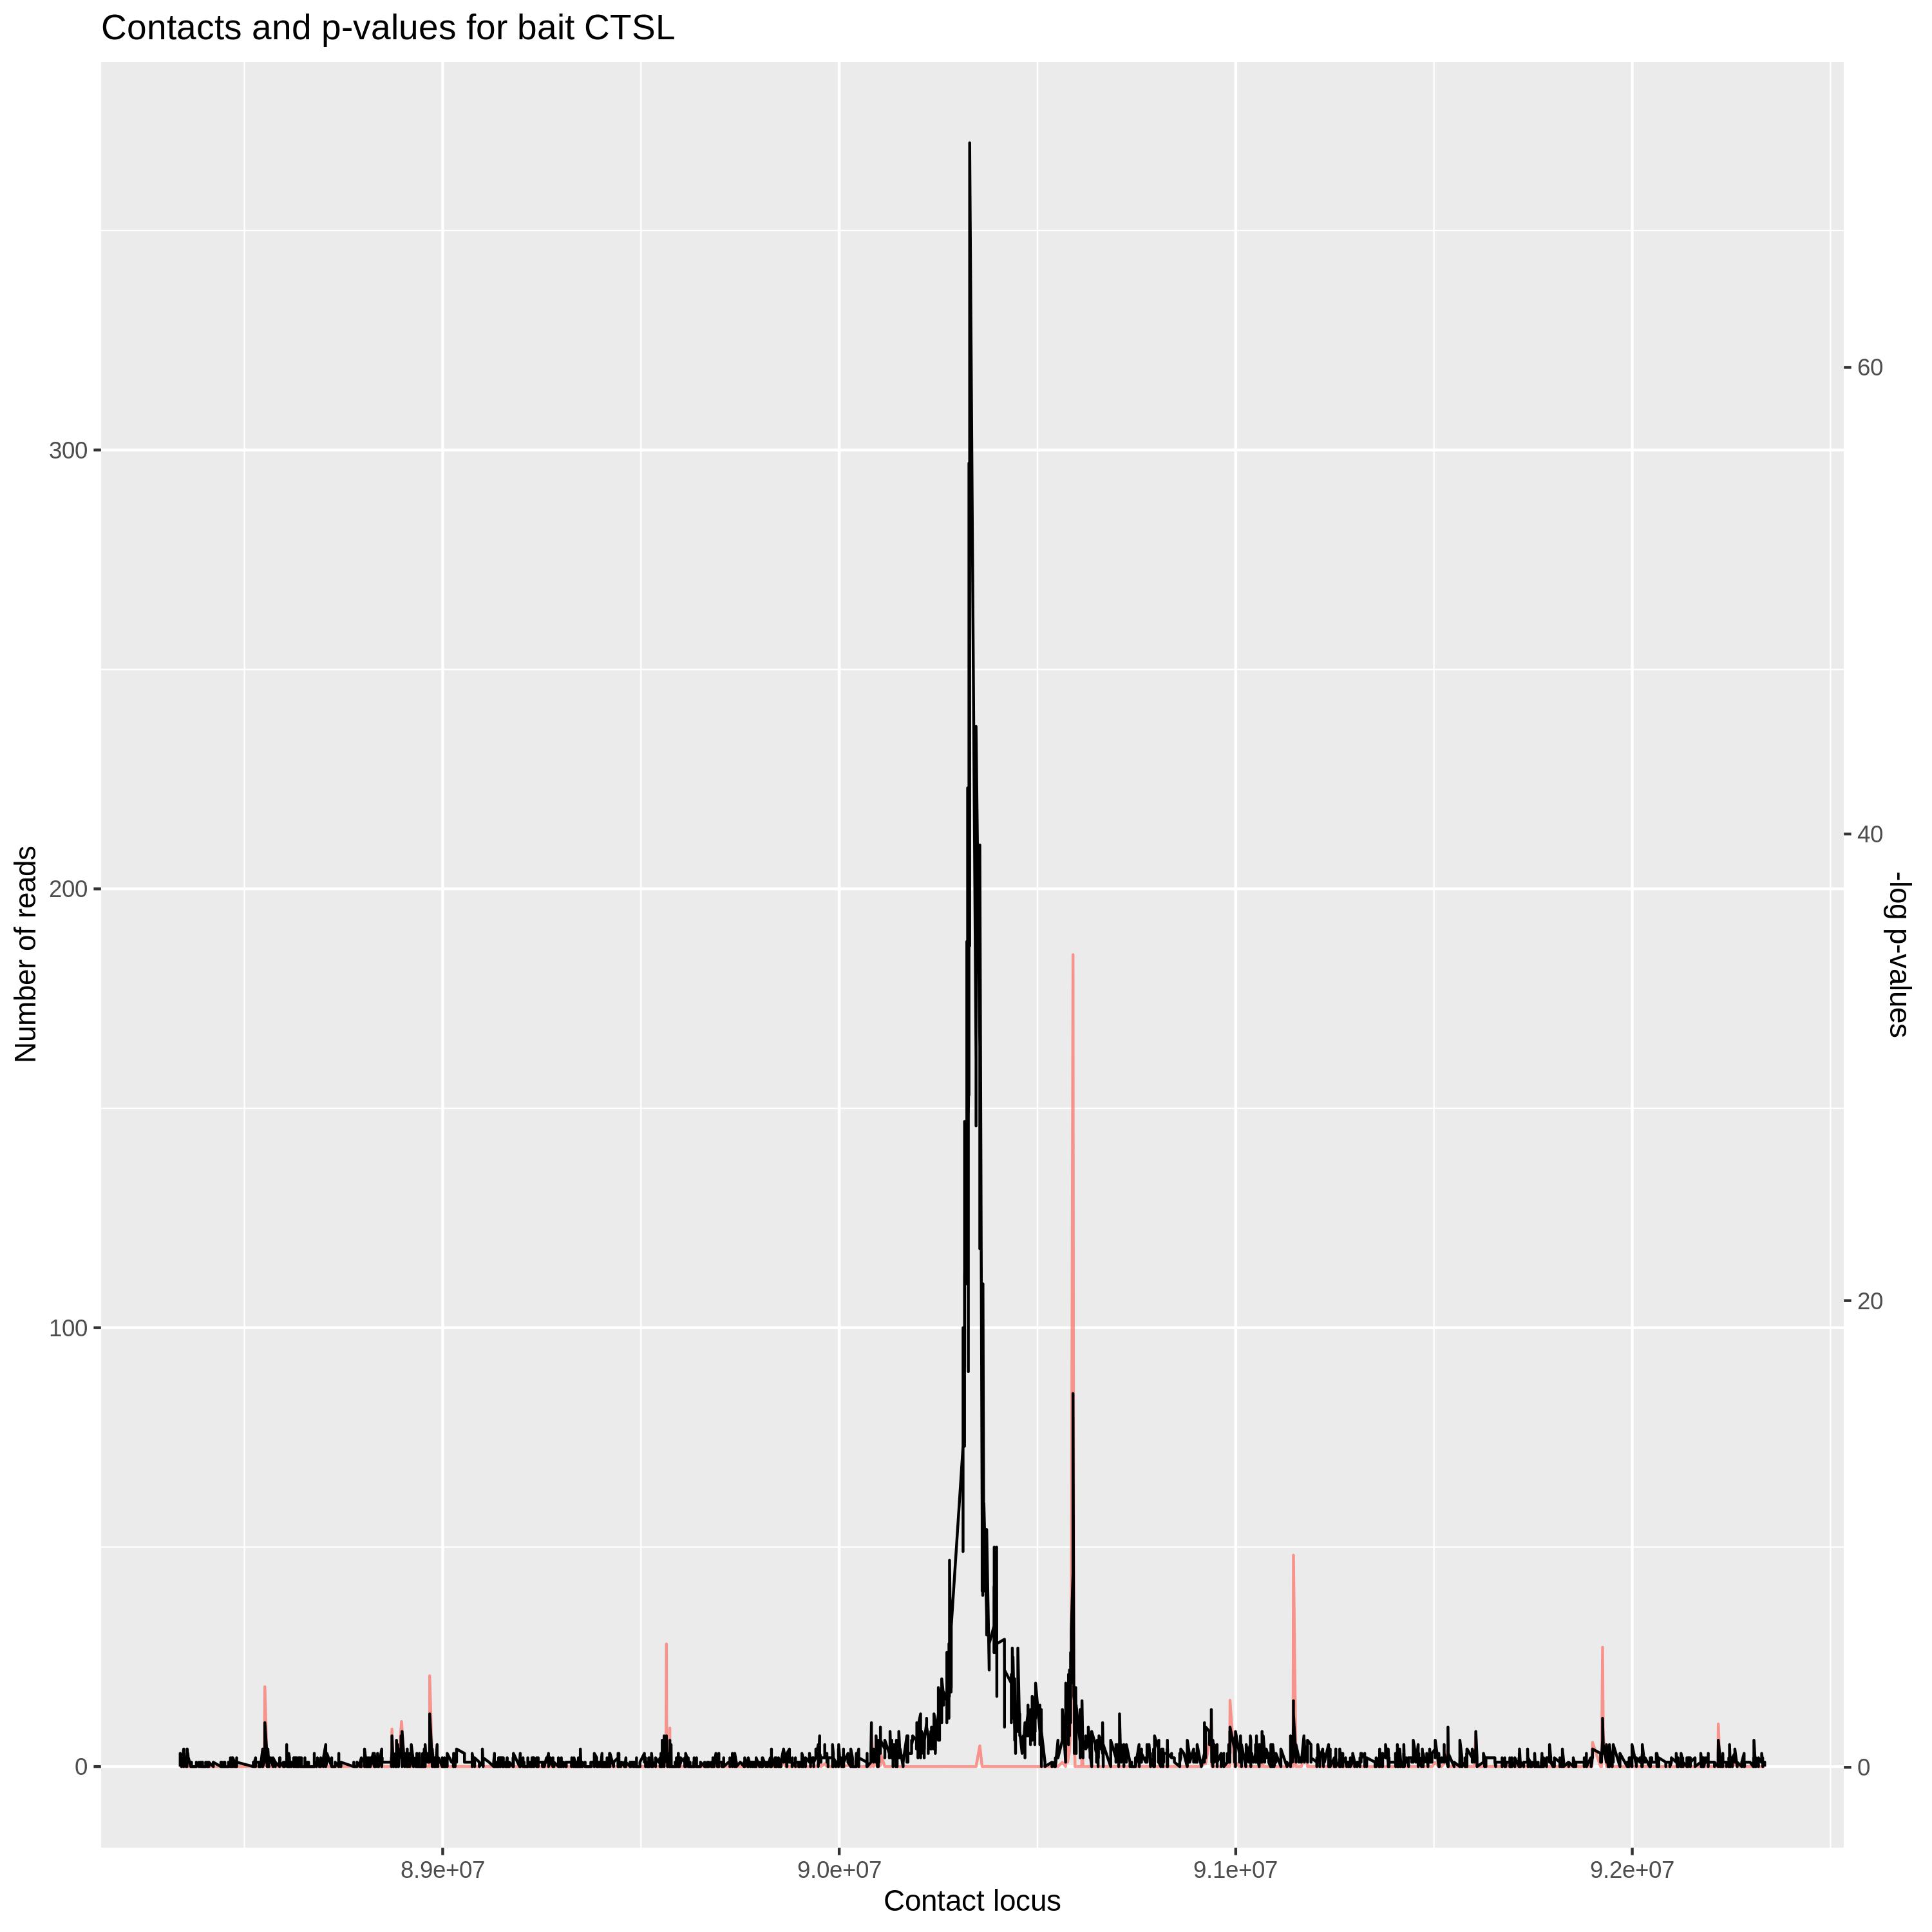 Contacts and p-values for bait CTSL
300
200
100
0
60
40
20
0
Number of reads
-log p-values
8.9e+07
9.0e+07
9.1e+07
9.2e+07
Contact locus